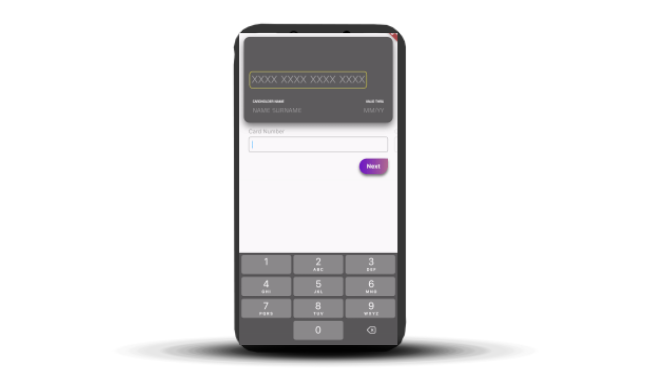 XXXX XXXX XXXX XXXX
CARDHOLDER NAME VALID THRU
NAME SURNAME MM/YY
Card Number
Next
1 2 3
ABC DEF
4 5 6
GHI JKL MNO
7 8 9
PQRS TUV WXYZ
0